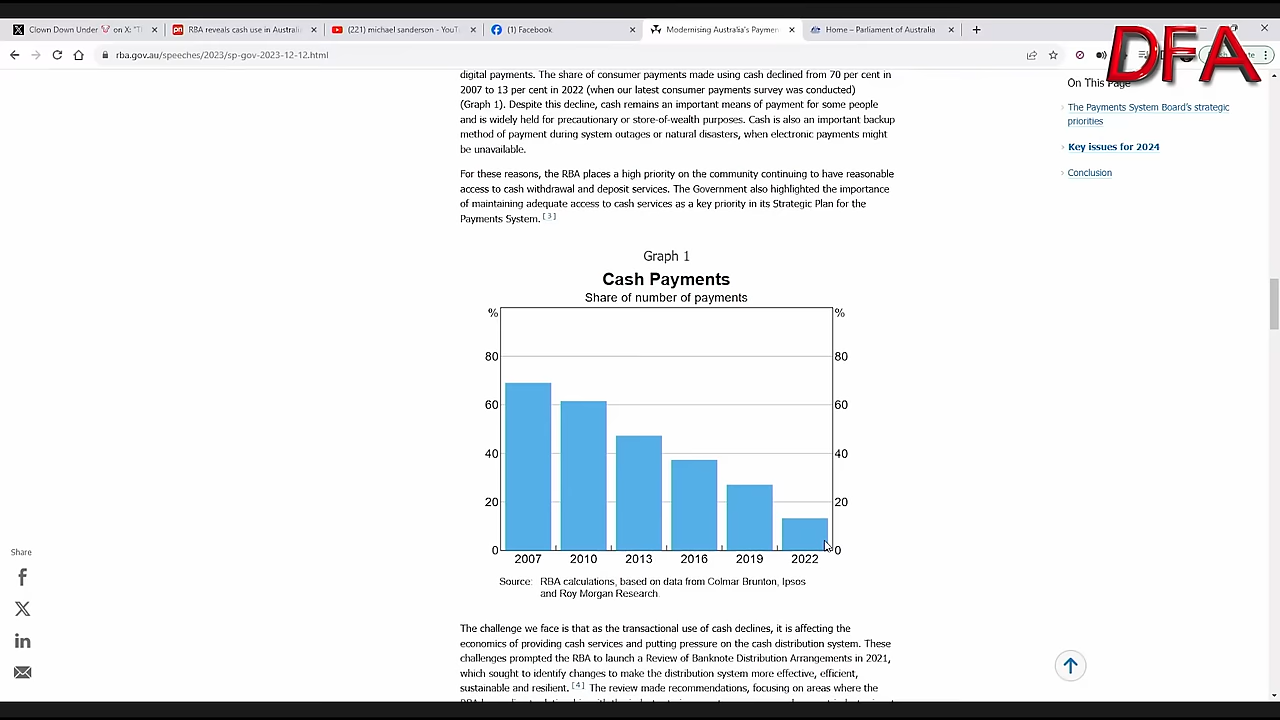 Clown Down Under
on X: "T
RBA reveals cash use in Australi
(221) michael sanderson - YouT
(1) Facebook
Modernising Australia's Paymen
Home – Parliament of Australia
DFA
rba.gov.au/speeches/2023/sp-gov-2023-12-12.html
digital payments. The share of consumer payments made using cash declined from 70 per cent in
2007 to 13 per cent in 2022 (when our latest consumer payments survey was conducted)
(Graph 1). Despite this decline, cash remains an important means of payment for some people
and is widely held for precautionary or store-of-wealth purposes. Cash is also an important backup
method of payment during system outages or natural disasters, when electronic payments might
be unavailable.
For these reasons, the RBA places a high priority on the community continuing to have reasonable
access to cash withdrawal and deposit services. The Government also highlighted the importance
of maintaining adequate access to cash services as a key priority in its Strategic Plan for the
Payments System. [3]
On This Page
The Payments System Board's strategic
priorities
Key issues for 2024
Conclusion
Graph 1
Cash Payments
Share of number of payments
% %
80 80
60 60
40 40
20 20
0 0
2007 2010 2013 2016 2019 2022
Source: RBA calculations, based on data from Colmar Brunton, Ipsos
and Roy Morgan Research.
Share
The challenge we face is that as the transactional use of cash declines, it is affecting the
economics of providing cash services and putting pressure on the cash distribution system. These
challenges prompted the RBA to launch a Review of Banknote Distribution Arrangements in 2021,
which sought to identify changes to make the distribution system more effective, efficient,
sustainable and resilient. [4] The review made recommendations, focusing on areas where the